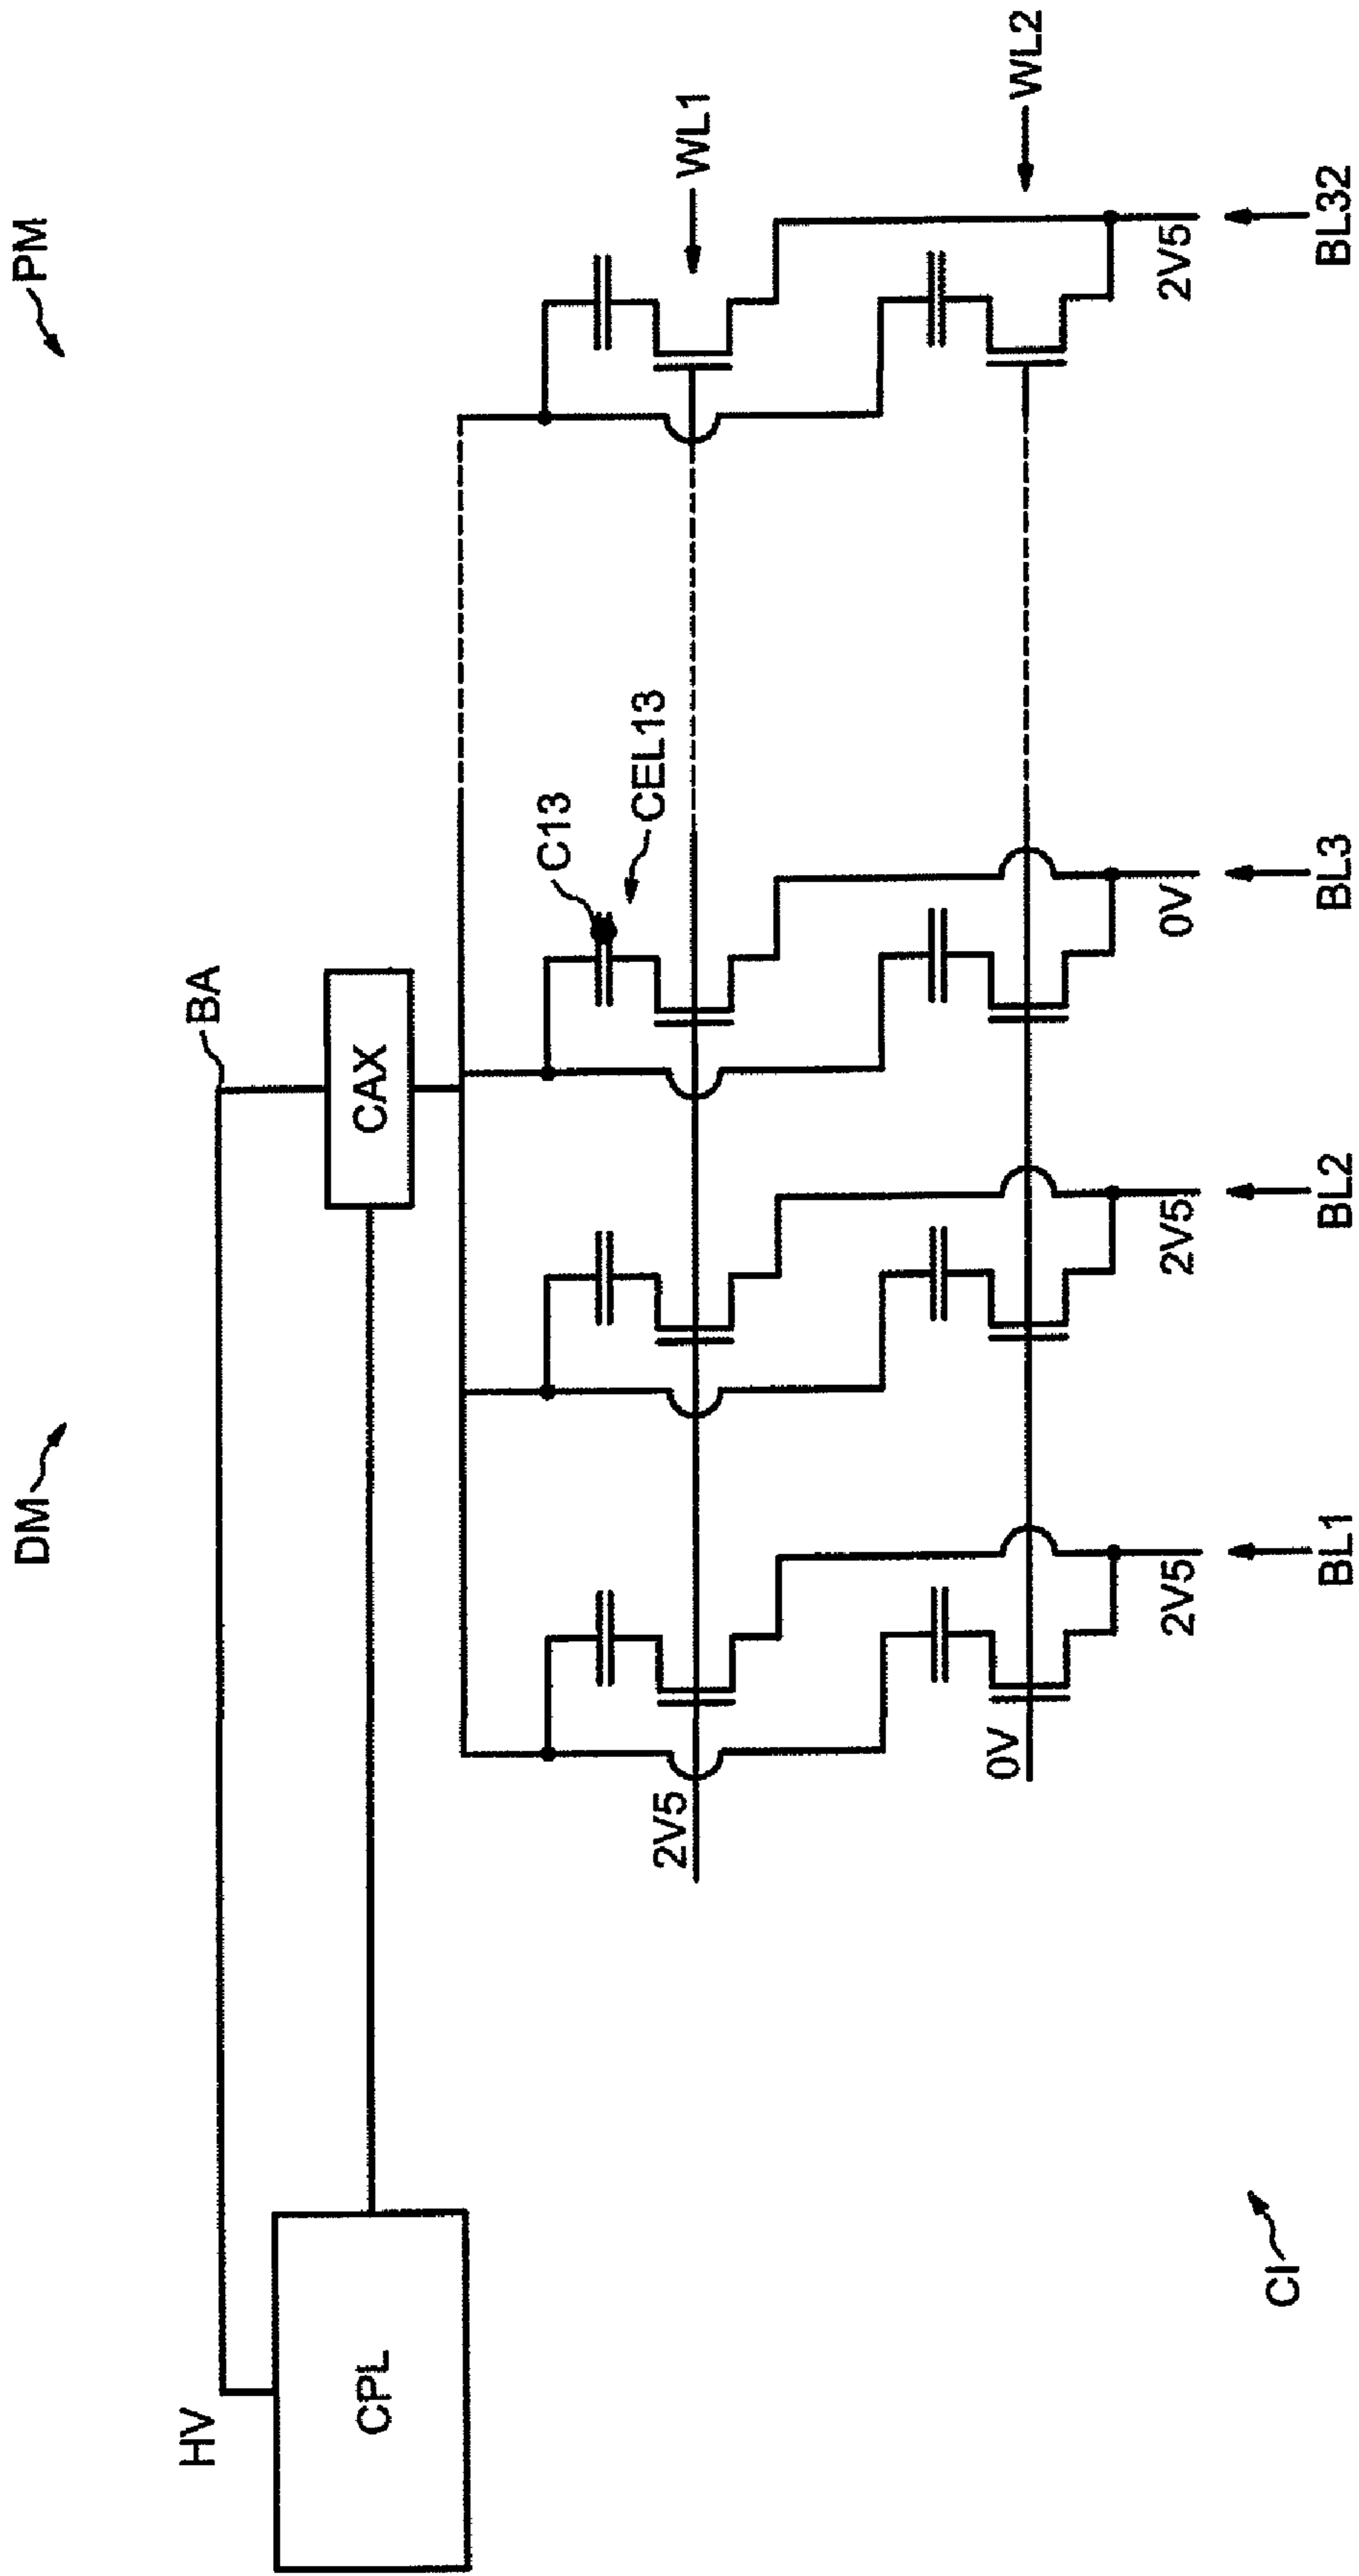 DM
PM
HV
BA
CPL
CAX
C13
CEL13
2V5
WL1
0V
WL2
2V5
2V5
0V
2V5
CI
BL1
BL2
BL3
BL32